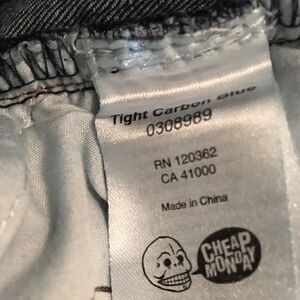 Tight Carbon Blue
0308989
RN 120362
CA 41000
Made in China
CHEAP
MONDAY